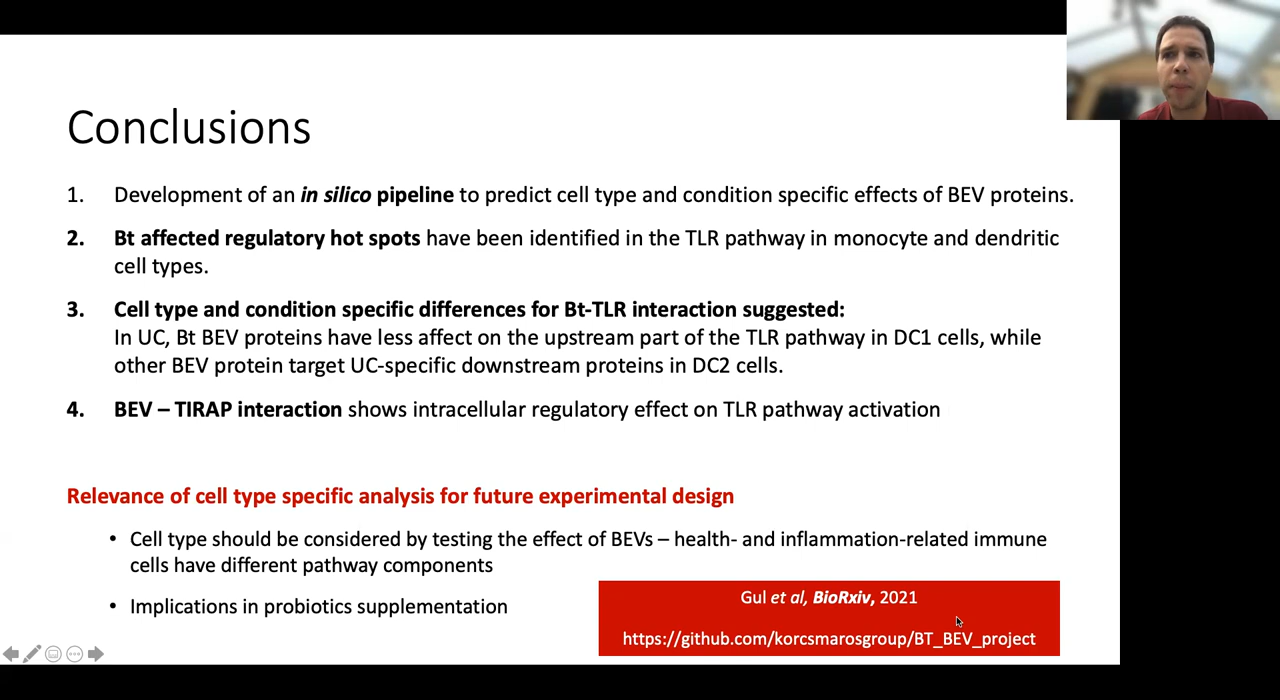 Conclusions
1. Development of an in silico pipeline to predict cell type and condition specific effects of BEV proteins.
2. Bt affected regulatory hot spots have been identified in the TLR pathway in monocyte and dendritic
cell types.
3. Cell type and condition specific differences for Bt-TLR interaction suggested:
In UC, Bt BEV proteins have less affect on the upstream part of the TLR pathway in DC1 cells, while
other BEV protein target UC-specific downstream proteins in DC2 cells.
4. BEV – TIRAP interaction shows intracellular regulatory effect on TLR pathway activation
Relevance of cell type specific analysis for future experimental design
• Cell type should be considered by testing the effect of BEVs – health- and inflammation-related immune
cells have different pathway components
• Implications in probiotics supplementation
Gul et al, BioRxiv, 2021
https://github.com/korcsmarosgroup/BT_BEV_project